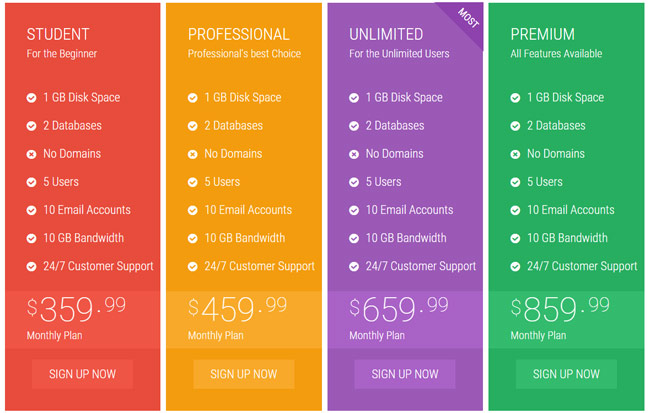 STUDENT
For the Beginner
1 GB Disk Space
2 Databases
No Domains
5 Users
10 Email Accounts
10 GB Bandwidth
24/7 Customer Support
$359.99
Monthly Plan
SIGN UP NOW
PROFESSIONAL
Professional's best Choice
1 GB Disk Space
2 Databases
No Domains
5 Users
10 Email Accounts
10 GB Bandwidth
24/7 Customer Support
$459.99
Monthly Plan
SIGN UP NOW
UNLIMITED
MOST
For the Unlimited Users
1 GB Disk Space
2 Databases
No Domains
5 Users
10 Email Accounts
10 GB Bandwidth
24/7 Customer Support
$659.99
Monthly Plan
SIGN UP NOW
PREMIUM
All Features Available
1 GB Disk Space
2 Databases
No Domains
5 Users
10 Email Accounts
10 GB Bandwidth
24/7 Customer Support
$859.99
Monthly Plan
SIGN UP NOW